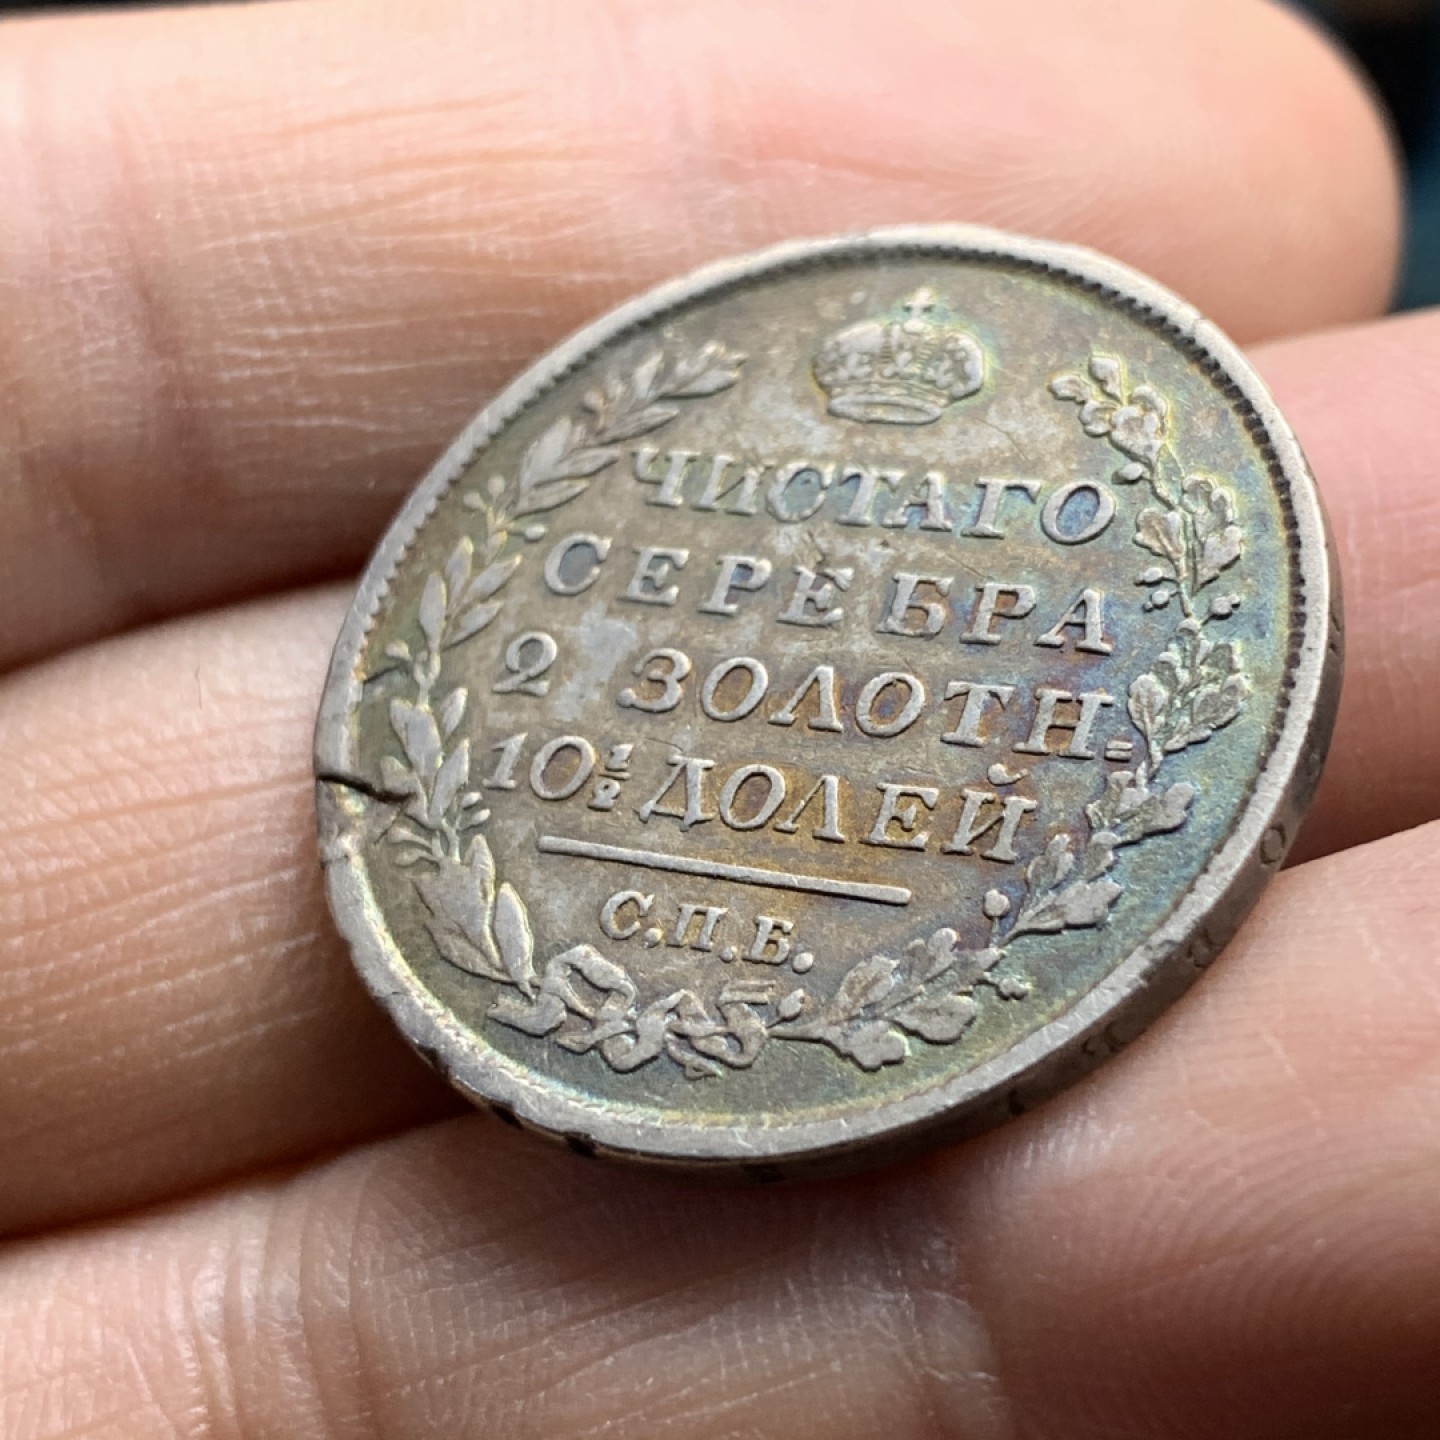 ЧИСТАГО
СЕРЕБРА
2 ЗОЛОТН=
10½ ДОЛЕЙ
С.П.Б.